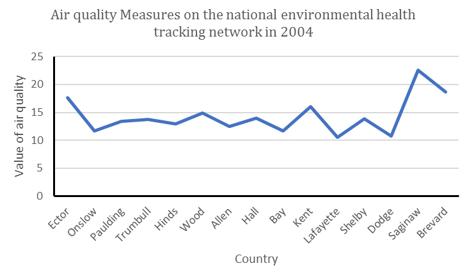 Air quality Measures on the national environmental health
tracking network in 2004
Value of air quality
25
20
15
10
5
0
Ector
Onslow
Paulding
Trumbull
Hinds
Wood
Allen
Hall
Bay
Kent
Lafayette
Shelby
Dodge
Saginaw
Brevard
Country